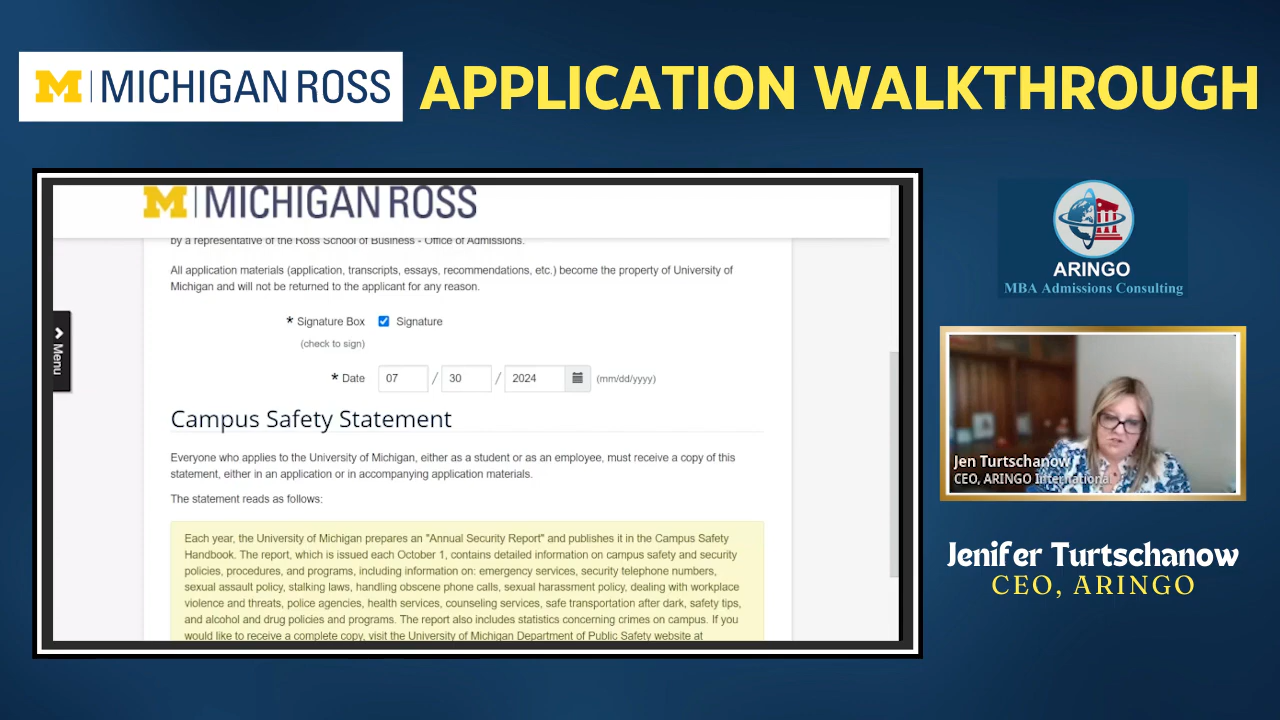 M | MICHIGAN ROSS APPLICATION WALKTHROUGH
M | MICHIGAN ROSS
by a representative of the Ross School of Business - Office of Admissions.
All application materials (application, transcripts, essays, recommendations, etc.) become the property of University of
Michigan and will not be returned to the applicant for any reason.
* Signature Box Signature
(check to sign)
* Date 07 / 30 / 2024 (mm/dd/yyyy)
Menu
Campus Safety Statement
Everyone who applies to the University of Michigan, either as a student or as an employee, must receive a copy of this
statement, either in an application or in accompanying application materials.
The statement reads as follows:
Each year, the University of Michigan prepares an "Annual Security Report" and publishes it in the Campus Safety
Handbook. The report, which is issued each October 1, contains detailed information on campus safety and security
policies, procedures, and programs, including information on: emergency services, security telephone numbers,
sexual assault policy, stalking laws, handling obscene phone calls, sexual harassment policy, dealing with workplace
violence and threats, police agencies, health services, counseling services, safe transportation after dark, safety tips,
and alcohol and drug policies and programs. The report also includes statistics concerning crimes on campus. If you
would like to receive a complete copy, visit the University of Michigan Department of Public Safety website at
ARINGO
MBA Admissions Consulting
Jen Turtschanow
CEO, ARINGO International
Jenifer Turtschanow
CEO, ARINGO